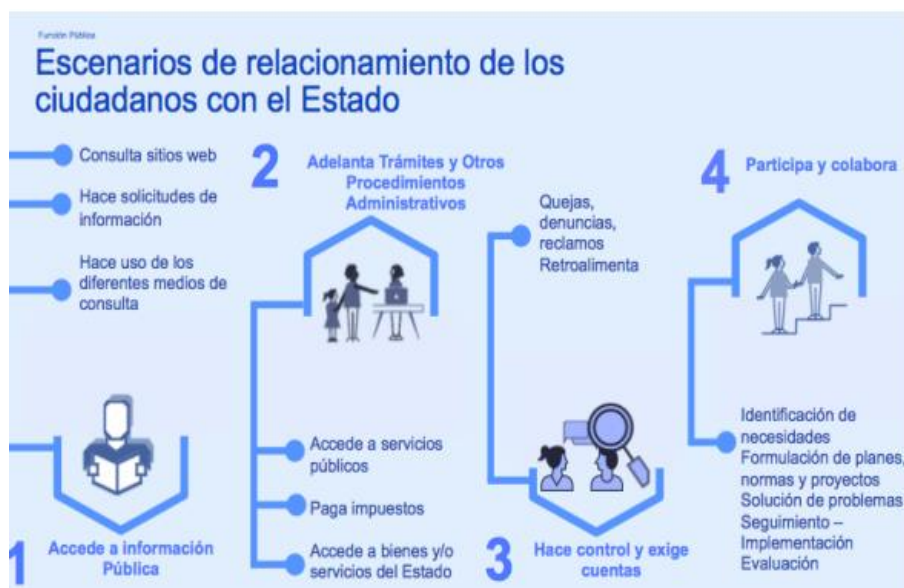 Función Pública
Escenarios de relacionamiento de los
ciudadanos con el Estado
Consulta sitios web
Hace solicitudes de
información
Hace uso de los
diferentes medios de
consulta
1
Accede a información
Pública
2
Adelanta Trámites y Otros
Procedimientos
Administrativos
Accede a servicios
públicos
Paga impuestos
Accede a bienes y/o
servicios del Estado
Quejas,
denuncias,
reclamos
Retroalimenta
3
Hace control y exige
cuentas
4
Participa y colabora
Identificación de
necesidades
Formulación de planes,
normas y proyectos
Solución de problemas
Seguimiento –
Implementación
Evaluación